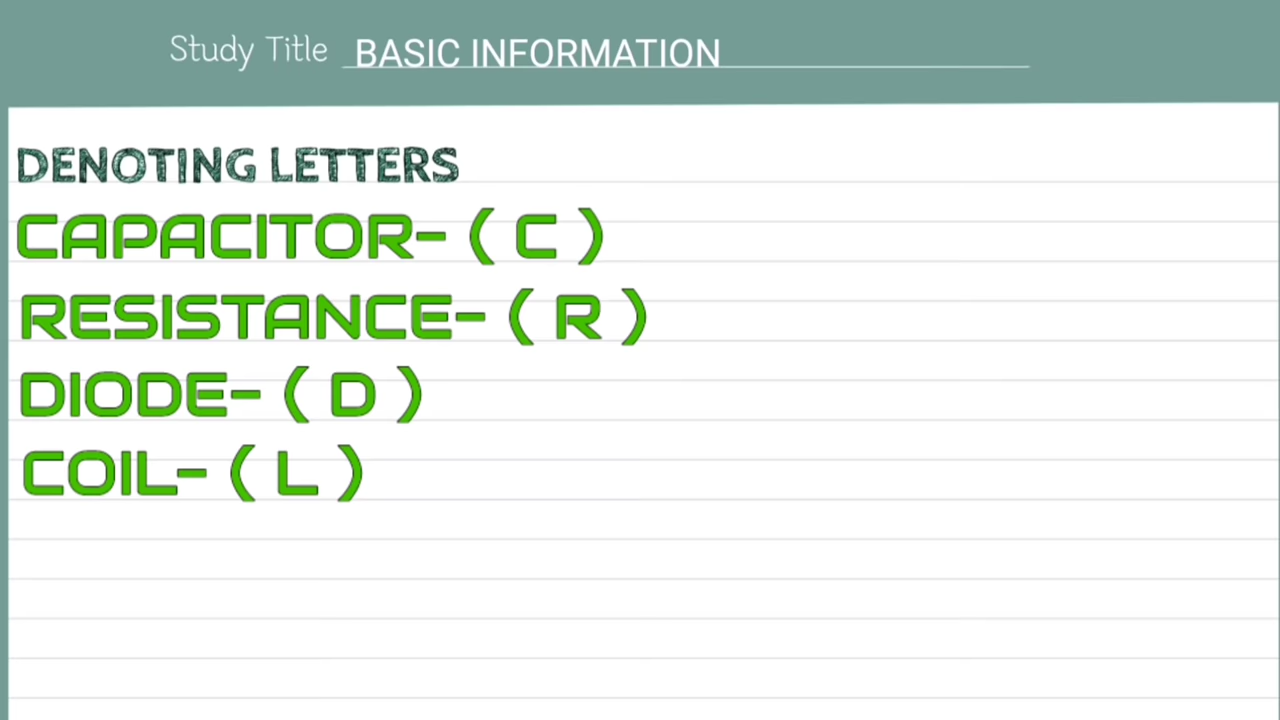 Study Title BASIC INFORMATION
DENOTING LETTERS
CAPACITOR- ( C )
RESISTANCE- ( R )
DIODE- ( D )
COIL- ( L )